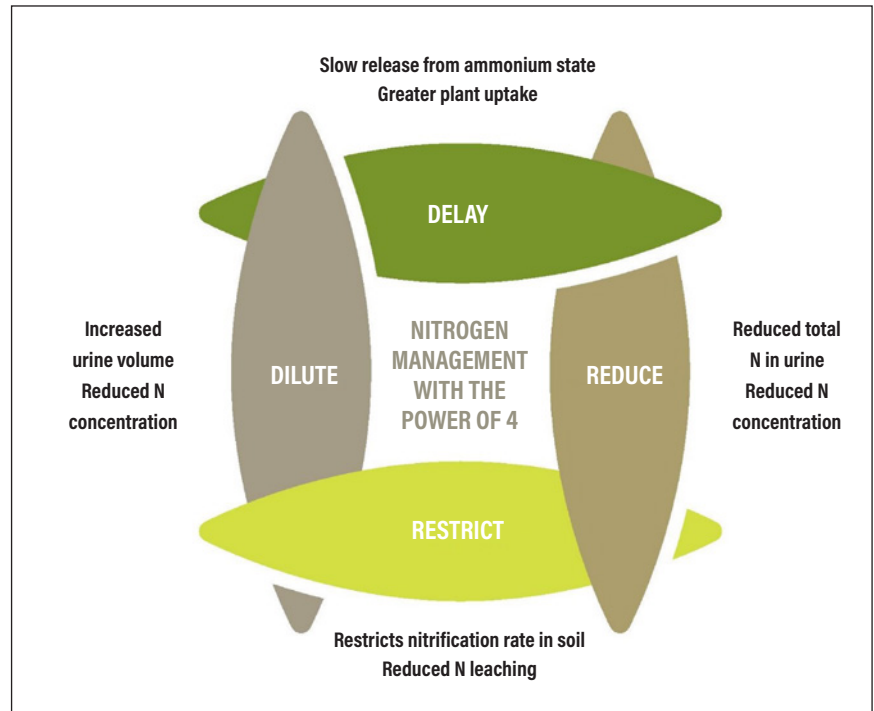 Slow release from ammonium state
Greater plant uptake
DELAY
Increased
urine volume
Reduced N
concentration
DILUTE
NITROGEN
MANAGEMENT
WITH THE
POWER OF 4
REDUCE
Reduced total
N in urine
Reduced N
concentration
RESTRICT
Restricts nitrification rate in soil
Reduced N leaching